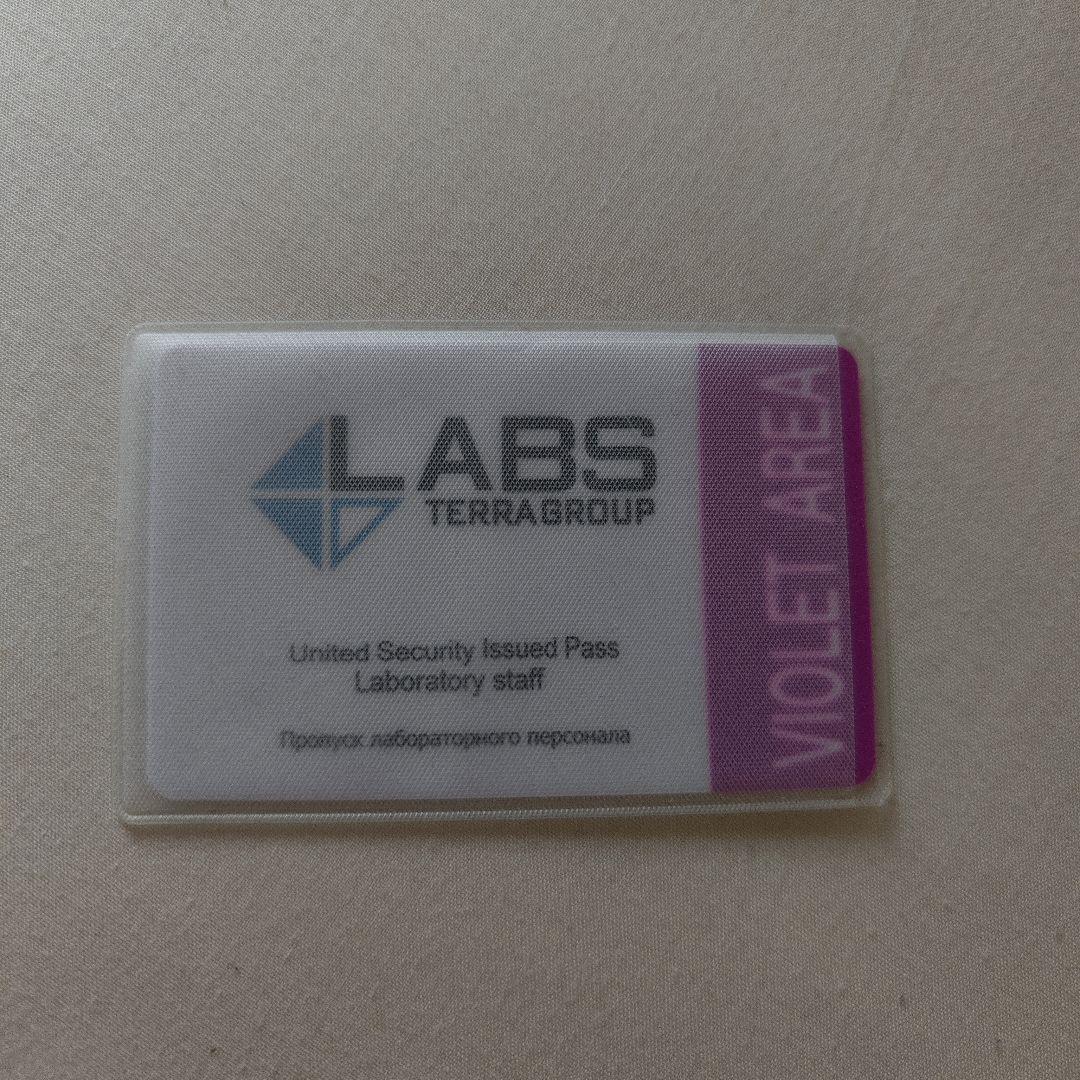 LABS
TERRAGROUP
United Security Issued Pass
Laboratory staff
Пропуск лабораторного персонала
VIOLET AREA